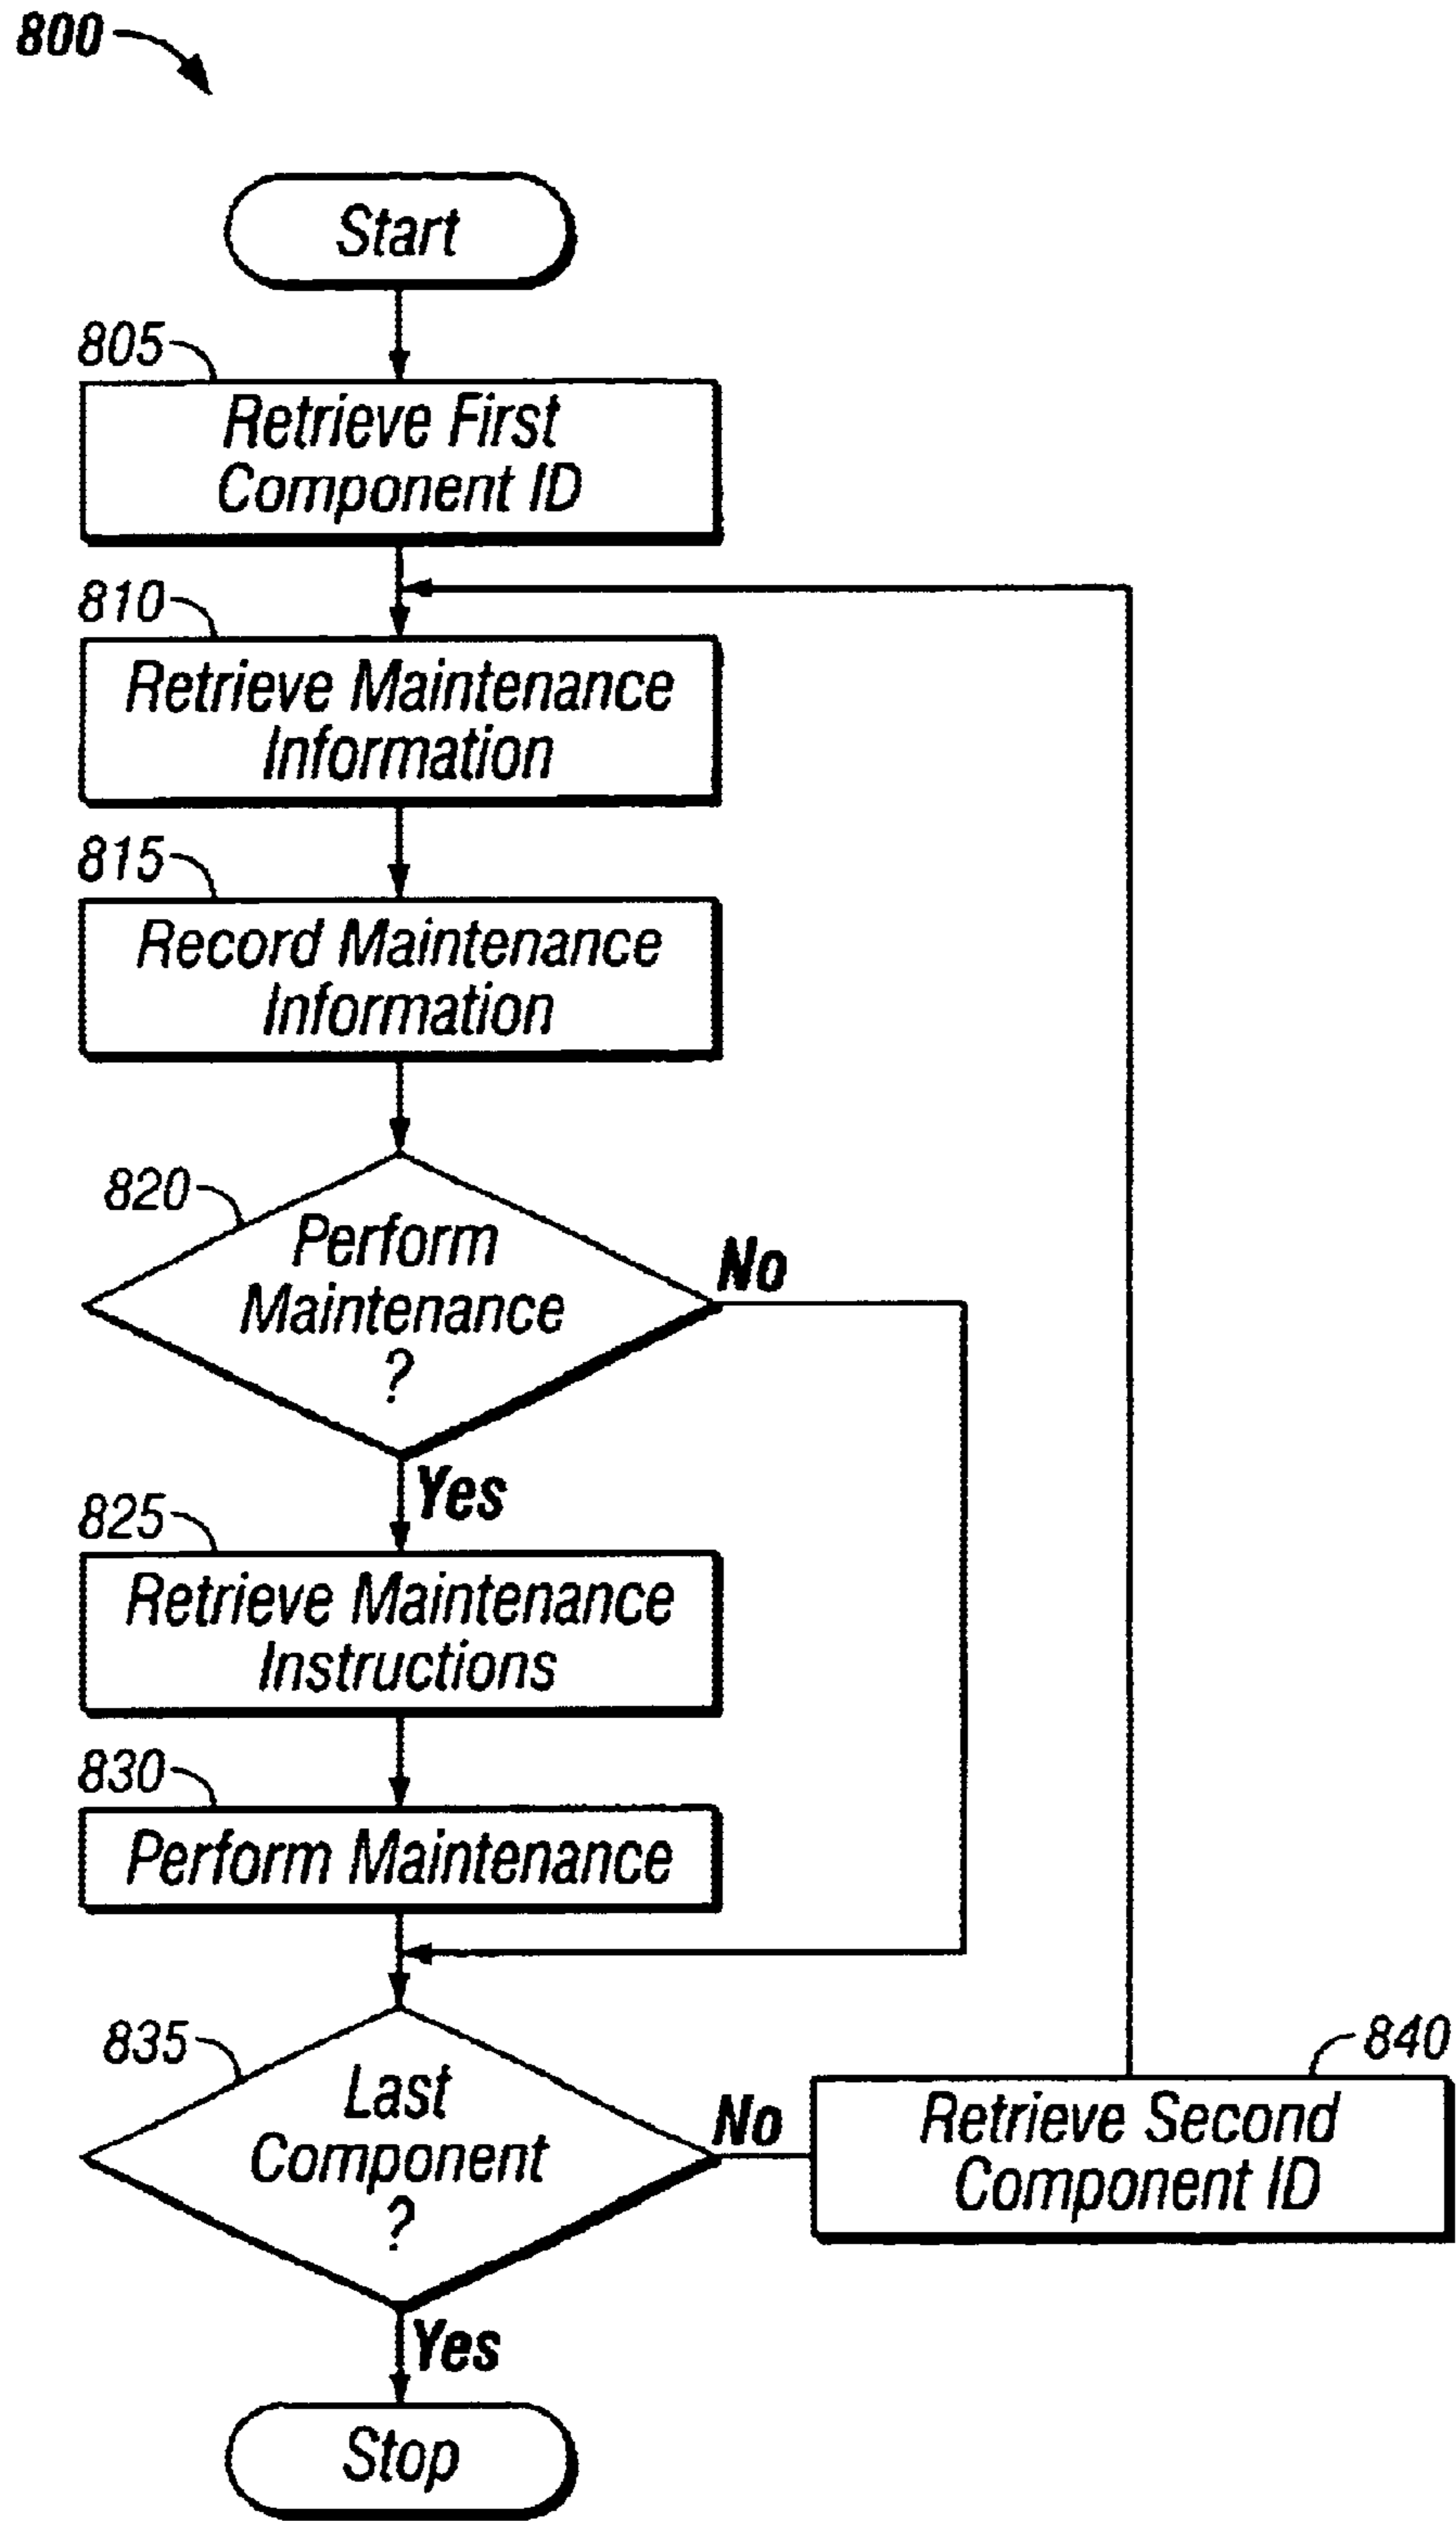 800
Start
805
Retrieve First
Component ID
810
Retrieve Maintenance
Information
815
Record Maintenance
Information
820
Perform
Maintenance
?
No
Yes
825
Retrieve Maintenance
Instructions
830
Perform Maintenance
835
Last
Component
?
No
840
Retrieve Second
Component ID
Yes
Stop